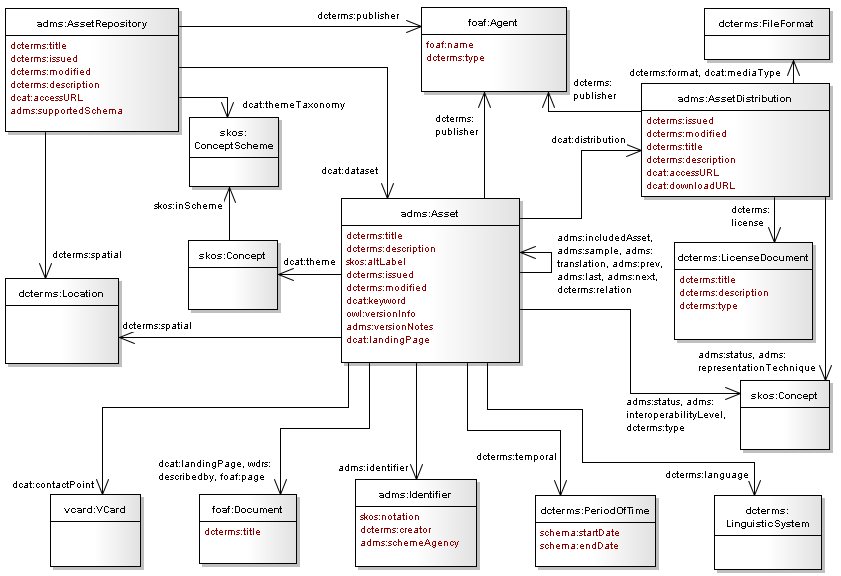 adms:AssetRepository
dcterms:title
dcterms:issued
dcterms:modified
dcterms:description
dcat:accessURL
adms:supportedSchema
dcterms:publisher
foaf:Agent
foaf:name
dcterms:type
dcterms:FileFormat
dcterms:format, dcat:mediaType
dcterms:
publisher
adms:AssetDistribution
dcterms:issued
dcterms:modified
dcterms:title
dcterms:description
dcat:accessURL
dcat:downloadURL
dcat:themeTaxonomy
skos:
ConceptScheme
dcterms:
publisher
dcat:distribution
dcat:dataset
skos:inScheme
adms:Asset
dcterms:title
dcterms:description
skos:altLabel
dcterms:issued
dcterms:modified
dcat:keyword
owl:versionInfo
adms:versionNotes
dcat:landingPage
dcterms:
license
dcterms:spatial
skos:Concept
dcat:theme
adms:includedAsset,
adms:sample, adms:
translation, adms:prev,
adms:last, adms:next,
dcterms:relation
dcterms:LicenseDocument
dcterms:title
dcterms:description
dcterms:type
dcterms:Location
dcterms:spatial
adms:status, adms:
representationTechnique
adms:status, adms:
interoperabilityLevel,
dcterms:type
skos:Concept
dcat:contactPoint
dcat:landingPage, wdrs:
describedby, foaf:page
adms:identifier
dcterms:temporal
dcterms:language
vcard:VCard
foaf:Document
dcterms:title
adms:Identifier
skos:notation
dcterms:creator
adms:schemeAgency
dcterms:PeriodOfTime
schema:startDate
schema:endDate
dcterms:
LinguisticSystem